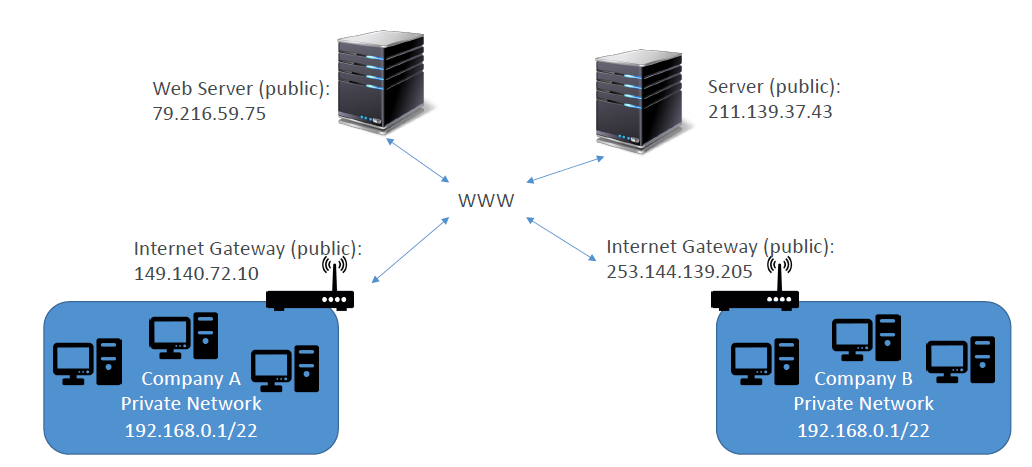 Web Server (public):
79.216.59.75
Server (public):
211.139.37.43
WWW
Internet Gateway (public):
149.140.72.10
Internet Gateway (public):
253.144.139.205
Company A
Private Network
192.168.0.1/22
Company B
Private Network
192.168.0.1/22